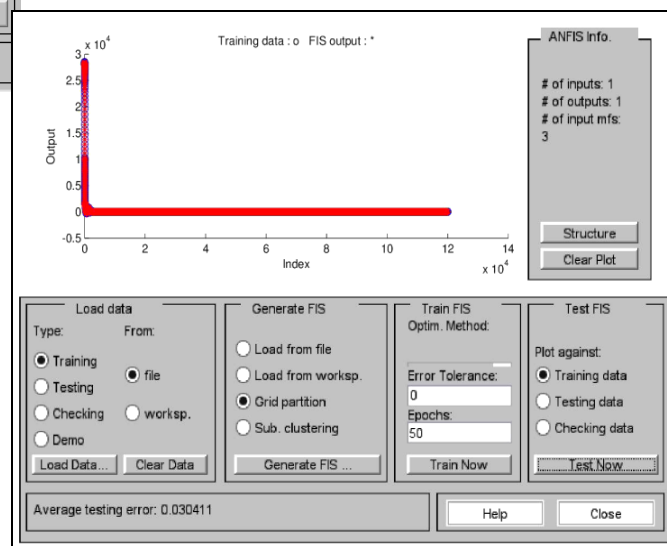 Training data : o FIS output : *
x 10^4
3
2.5
2
1.5
1
0.5
0
-0.5
Output
0 2 4 6 8 10 12 14
Index
x 10^4
ANFIS Info.
# of inputs: 1
# of outputs: 1
# of input mfs:
3
Structure
Clear Plot
Load data
Type: From:
Training
Testing
Checking
Demo
file
worksp.
Load Data... Clear Data
Generate FIS
Load from file
Load from worksp.
Grid partition
Sub. clustering
Generate FIS ...
Train FIS
Optim. Method:
Error Tolerance:
0
Epochs:
50
Train Now
Test FIS
Plot against:
Training data
Testing data
Checking data
Test Now
Average testing error: 0.030411
Help Close